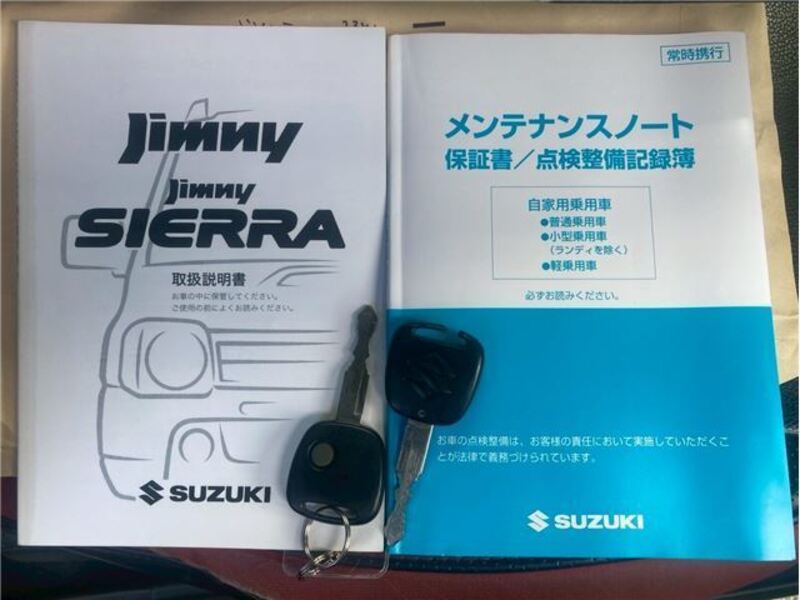 Jimny
Jimny
SIERRA
取扱説明書
お車の中に保管してください。
ご使用の前によくお読みください。
SUZUKI
常時携行
メンテナンスノート
保証書／点検整備記録簿
自家用乗用車
●普通乗用車
●小型乗用車
（ランディを除く）
●軽乗用車
必ずお読みください。
お車の点検整備は、お客様の責任において実施していただくこ
とが法律で義務づけられています。
SUZUKI